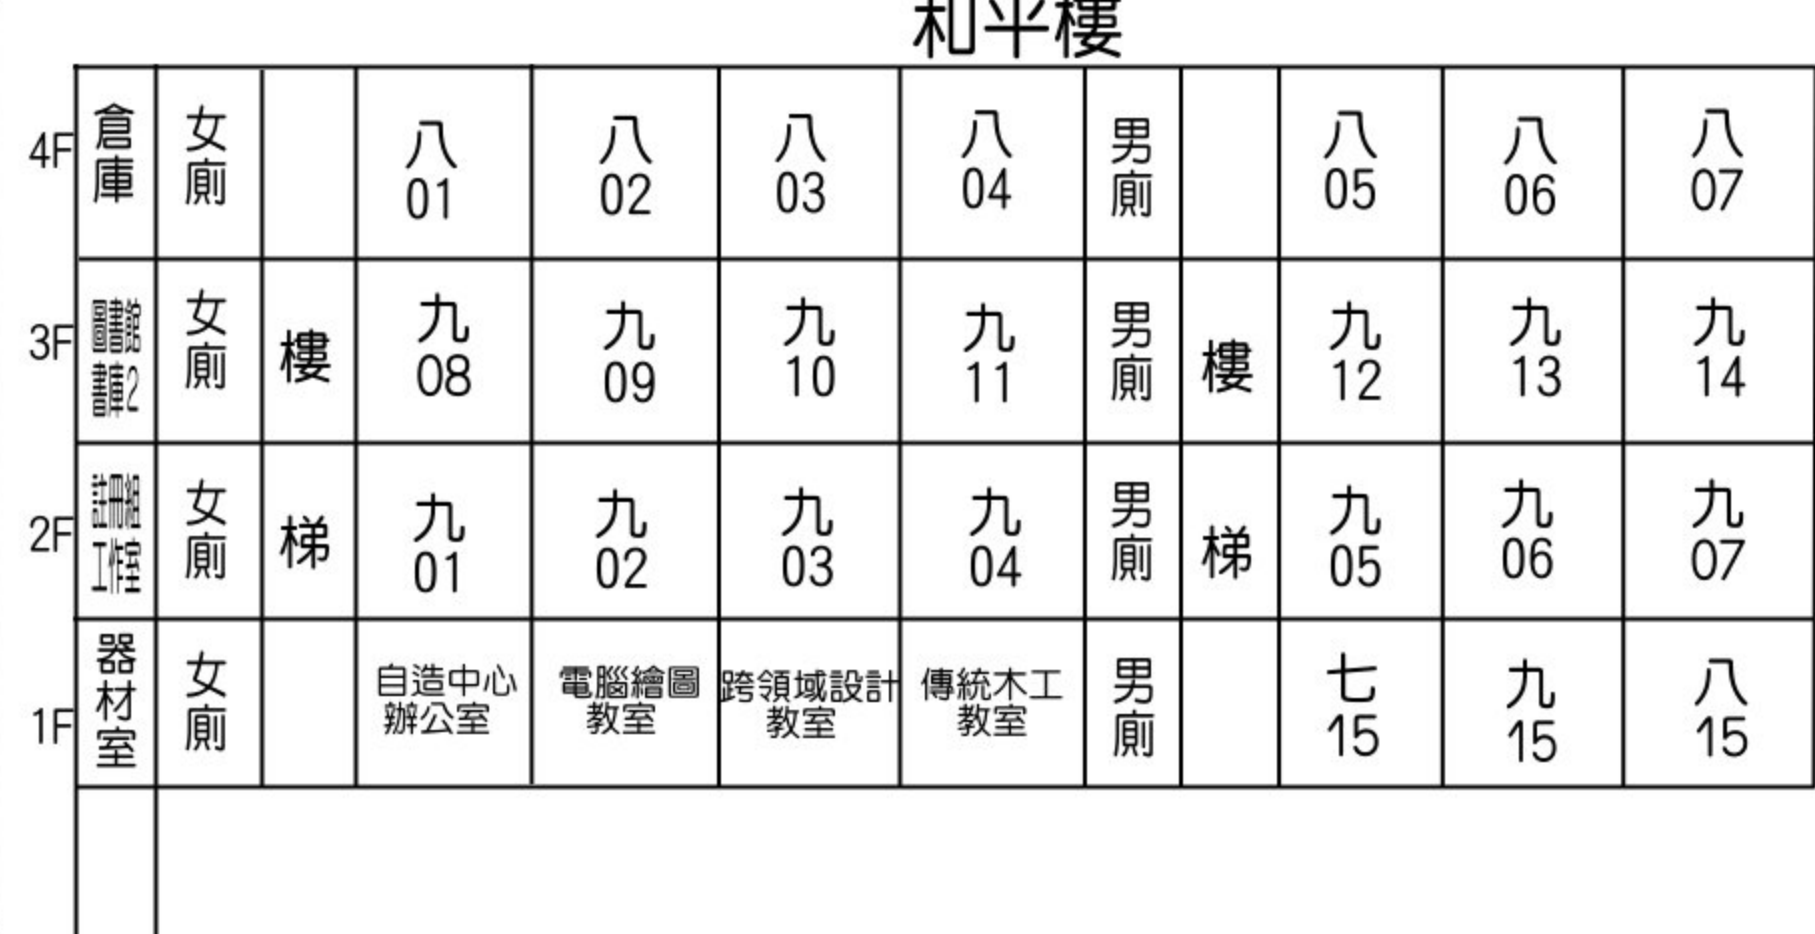 和平樓
4F
倉庫
女廁
八
01
八
02
八
03
八
04
男廁
八
05
八
06
八
07
3F
圖書館
書庫2
女廁
樓
九
08
九
09
九
10
九
11
男廁
樓
九
12
九
13
九
14
2F
註冊組
工作室
女廁
梯
九
01
九
02
九
03
九
04
男廁
梯
九
05
九
06
九
07
1F
器材室
女廁
自造中心
辦公室
電腦繪圖
教室
跨領域設計
教室
傳統木工
教室
男廁
七
15
九
15
八
15